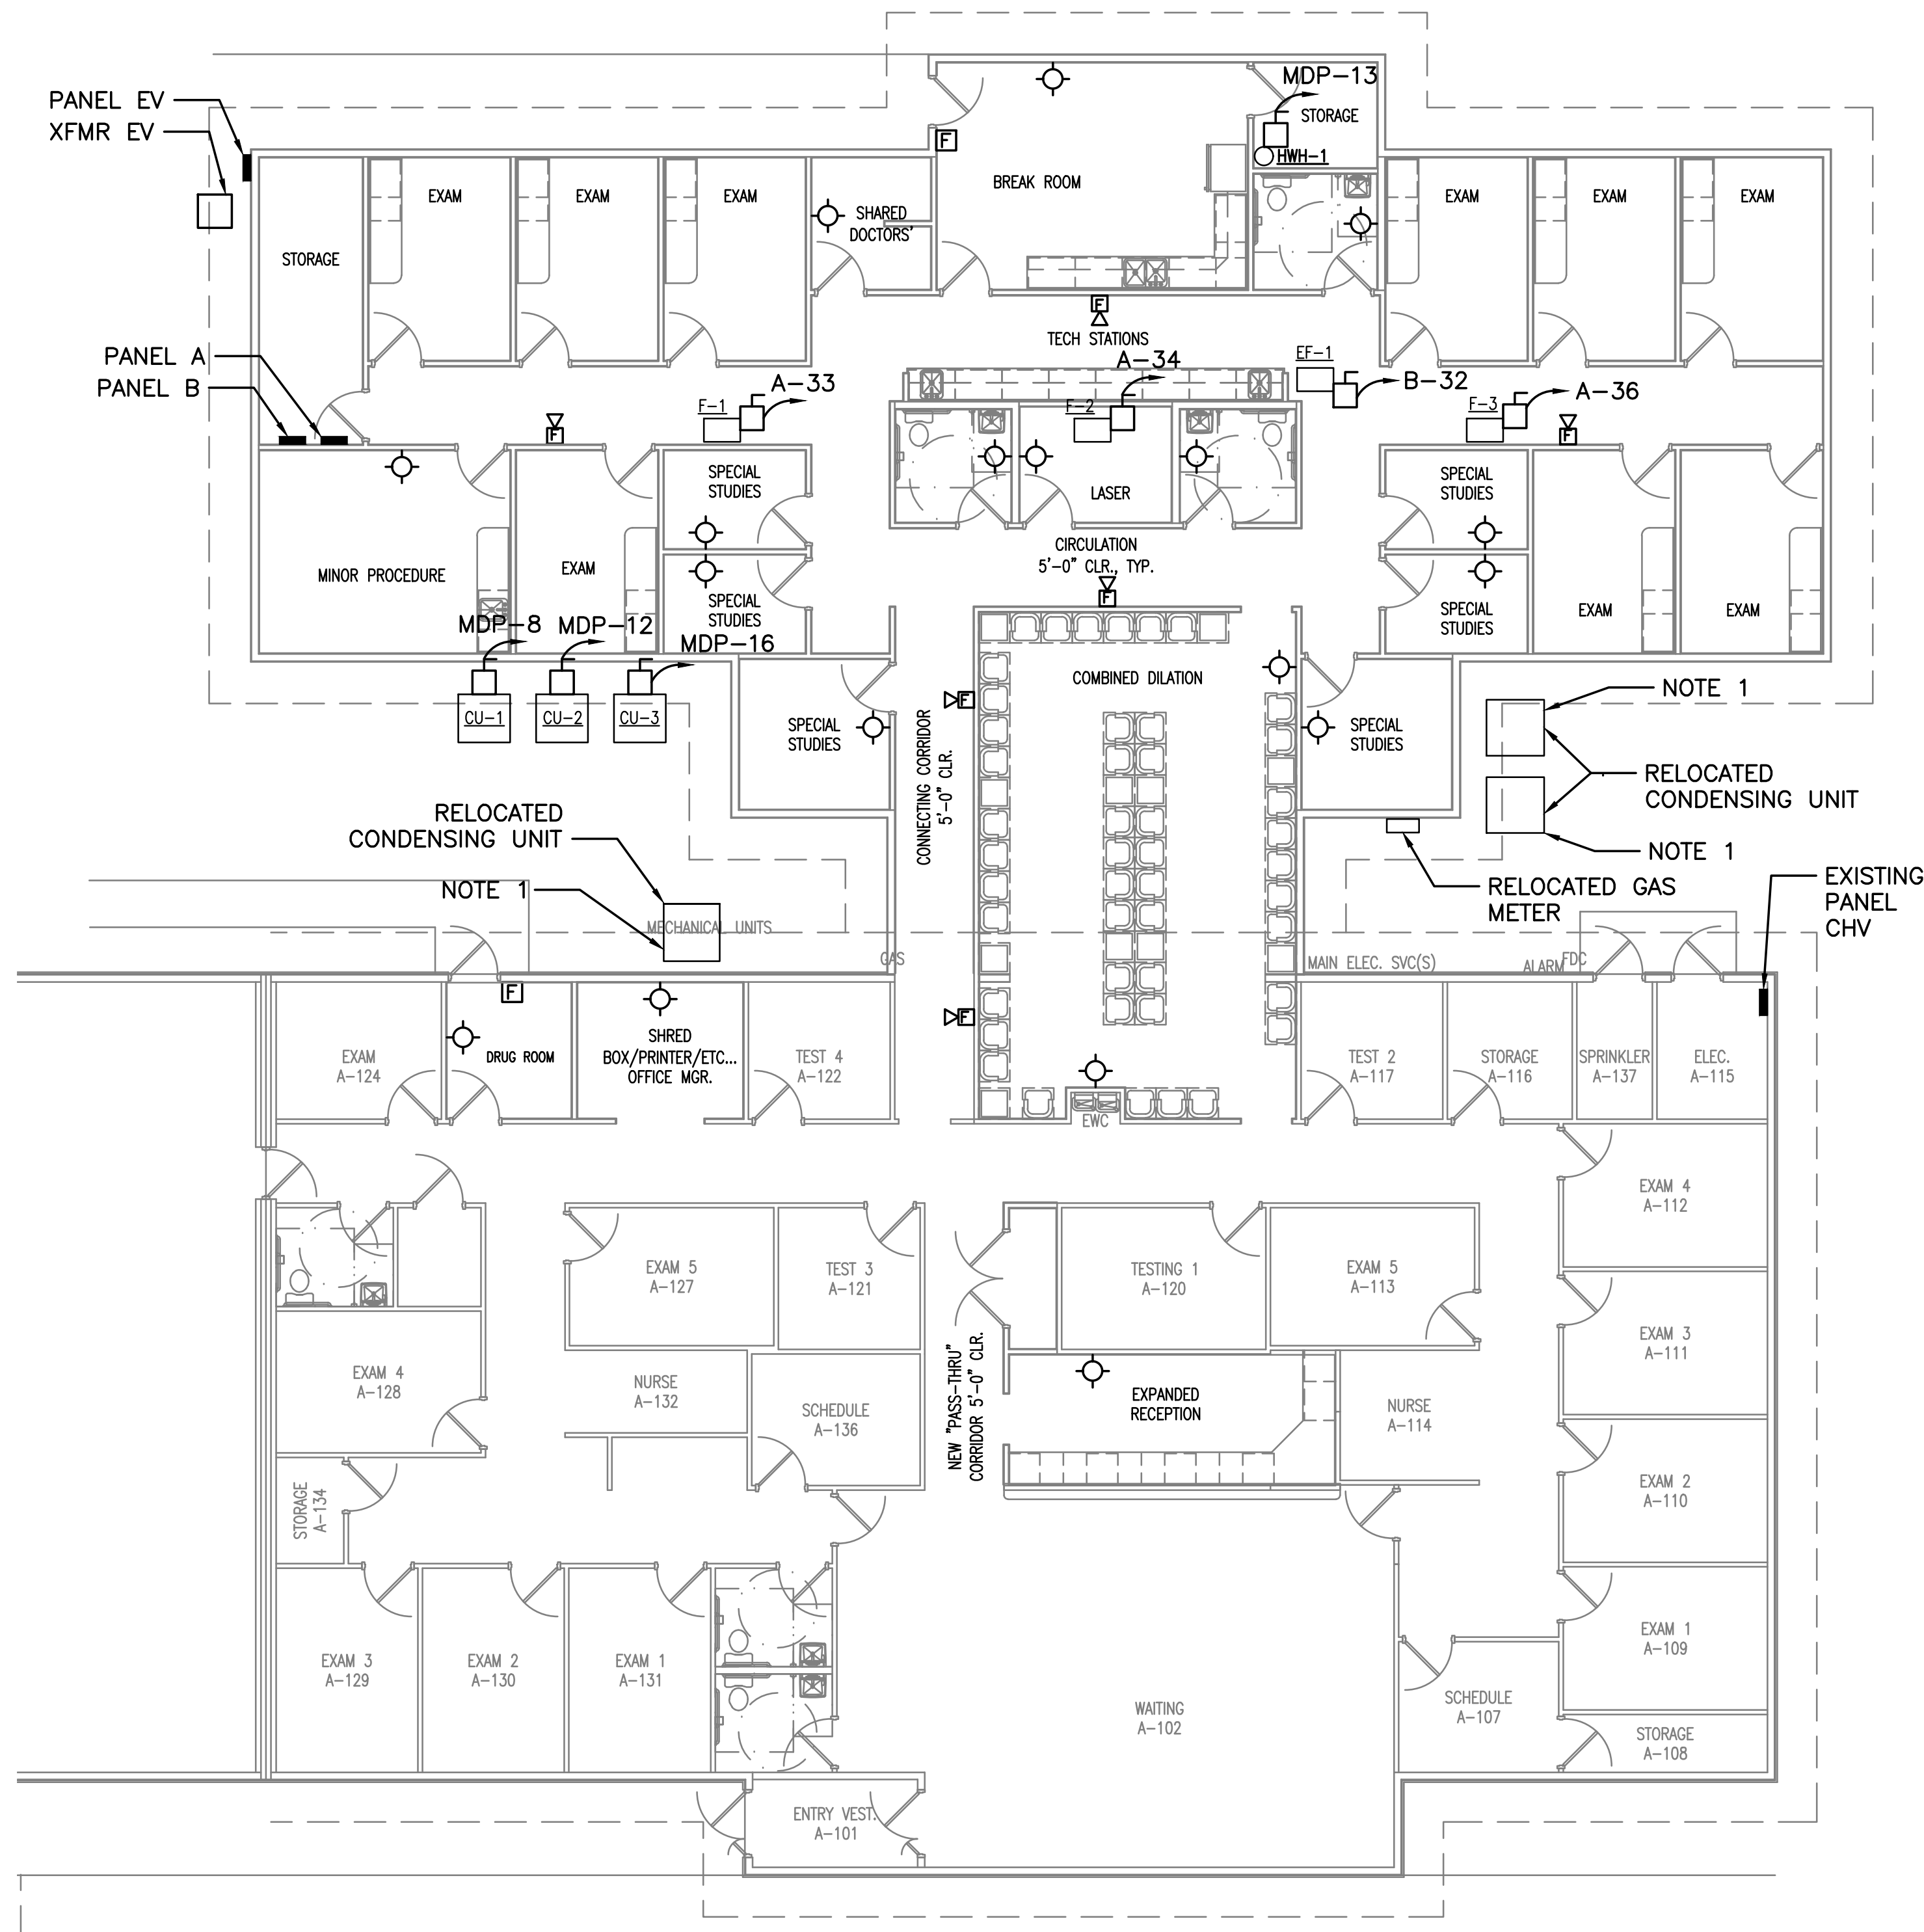 MDP-13
PANEL EV
XFMR EV
STORAGE
HWH-1
BREAK ROOM
EXAM
EXAM
EXAM
SHARED
DOCTORS'
EXAM
EXAM
EXAM
STORAGE
TECH STATIONS
PANEL A
PANEL B
A-33
A-34
EF-1
B-32
A-36
F-1
F-2
F-3
F
F
F
F
SPECIAL
STUDIES
LASER
SPECIAL
STUDIES
CIRCULATION
5'-0" CLR., TYP.
F
MINOR PROCEDURE
EXAM
SPECIAL
STUDIES
SPECIAL
STUDIES
EXAM
EXAM
MDP-8
MDP-12
MDP-16
CU-1
CU-2
CU-3
COMBINED DILATION
F
SPECIAL
STUDIES
SPECIAL
STUDIES
CONNECTING CORRIDOR
5'-0" CLR.
NOTE 1
RELOCATED
CONDENSING UNIT
NOTE 1
RELOCATED
CONDENSING UNIT
NOTE 1
RELOCATED GAS
METER
EXISTING
PANEL
CHV
MECHANICAL UNITS
GAS
MAIN ELEC. SVC(S)
ALARM
FDC
F
F
EXAM
A-124
DRUG ROOM
SHRED
BOX/PRINTER/ETC...
OFFICE MGR.
TEST 4
A-122
EWC
TEST 2
A-117
STORAGE
A-116
SPRINKLER
A-137
ELEC.
A-115
EXAM 4
A-112
EXAM 5
A-127
TEST 3
A-121
TESTING 1
A-120
EXAM 5
A-113
EXAM 3
A-111
EXAM 4
A-128
NURSE
A-132
SCHEDULE
A-136
NEW "PASS-THRU"
CORRIDOR 5'-0" CLR.
EXPANDED
RECEPTION
NURSE
A-114
EXAM 2
A-110
STORAGE
A-134
EXAM 1
A-109
EXAM 3
A-129
EXAM 2
A-130
EXAM 1
A-131
WAITING
A-102
SCHEDULE
A-107
STORAGE
A-108
ENTRY VEST.
A-101